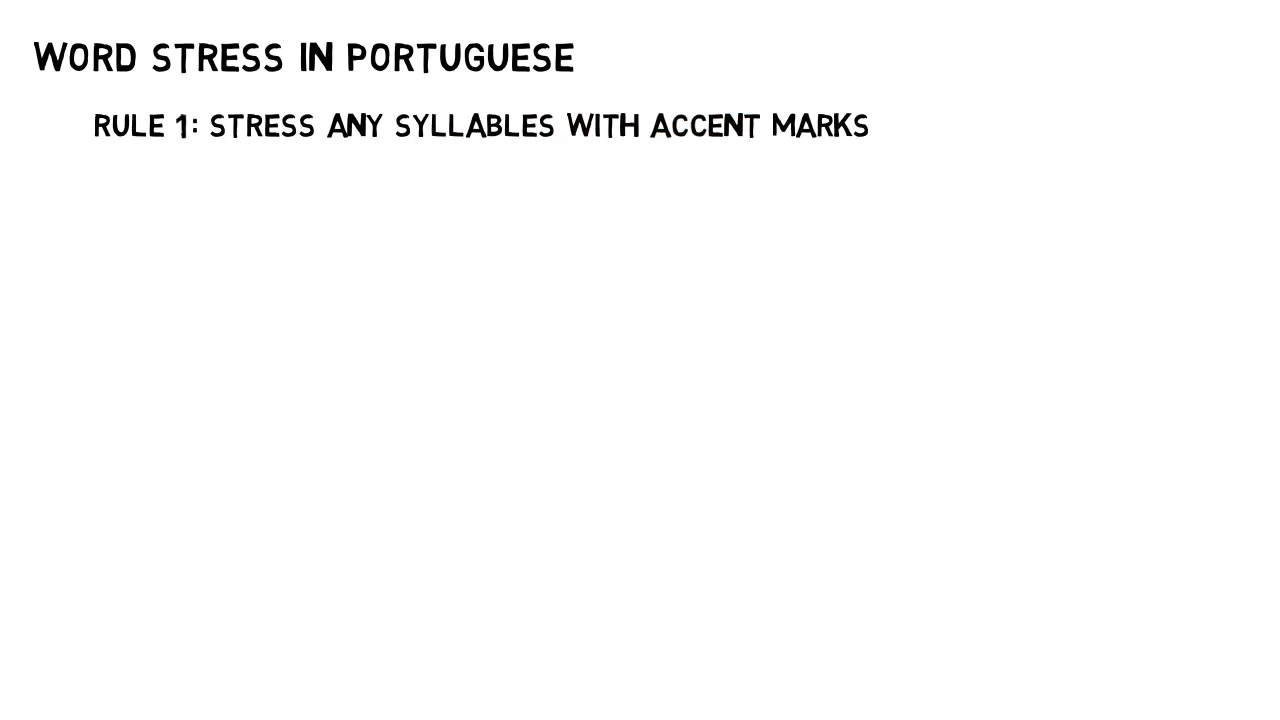 WORD STRESS IN PORTUGUESE
RULE 1: STRESS ANY SYLLABLES WITH ACCENT MARKS